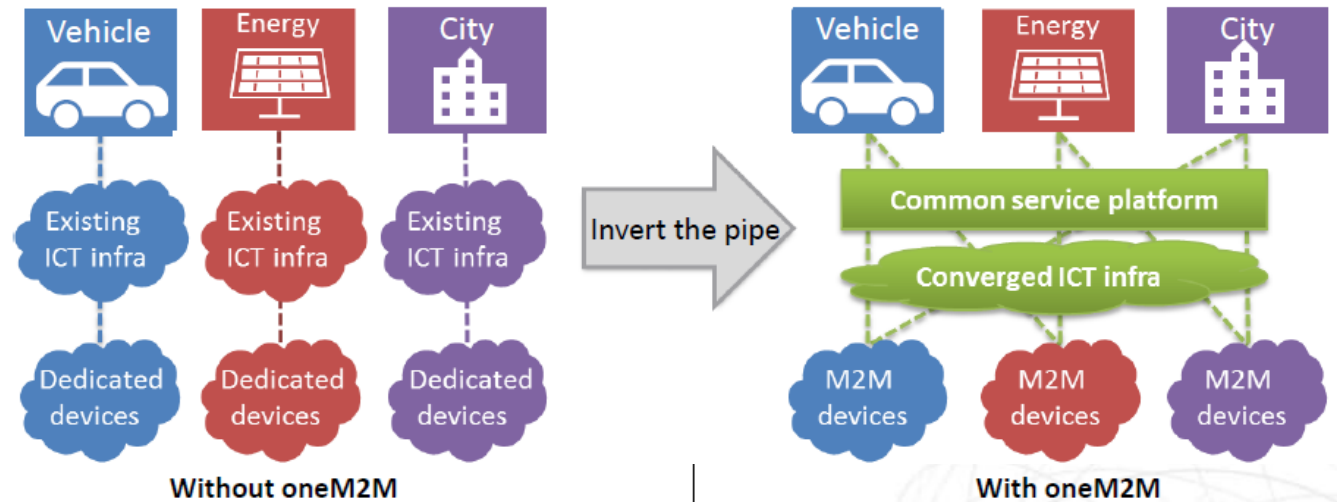 Vehicle
Energy
City
Existing
ICT infra
Existing
ICT infra
Existing
ICT infra
Dedicated
devices
Dedicated
devices
Dedicated
devices
Without oneM2M
Invert the pipe
Vehicle
Energy
City
Common service platform
Converged ICT infra
M2M
devices
M2M
devices
M2M
devices
With oneM2M